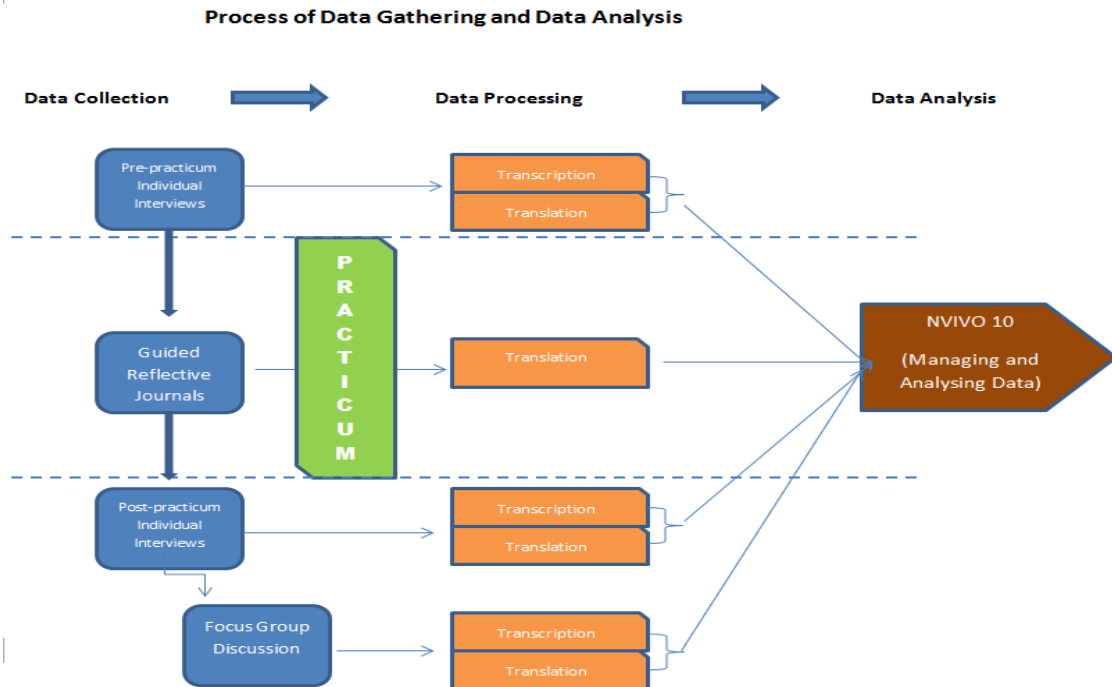 Process of Data Gathering and Data Analysis
Data Collection
Data Processing
Data Analysis
Pre-practicum
Individual
Interviews
Transcription
Translation
PRACTICUM
Guided
Reflective
Journals
Translation
NVIVO 10
(Managing and
Analysing Data)
Post-practicum
Individual
Interviews
Transcription
Translation
Focus Group
Discussion
Transcription
Translation